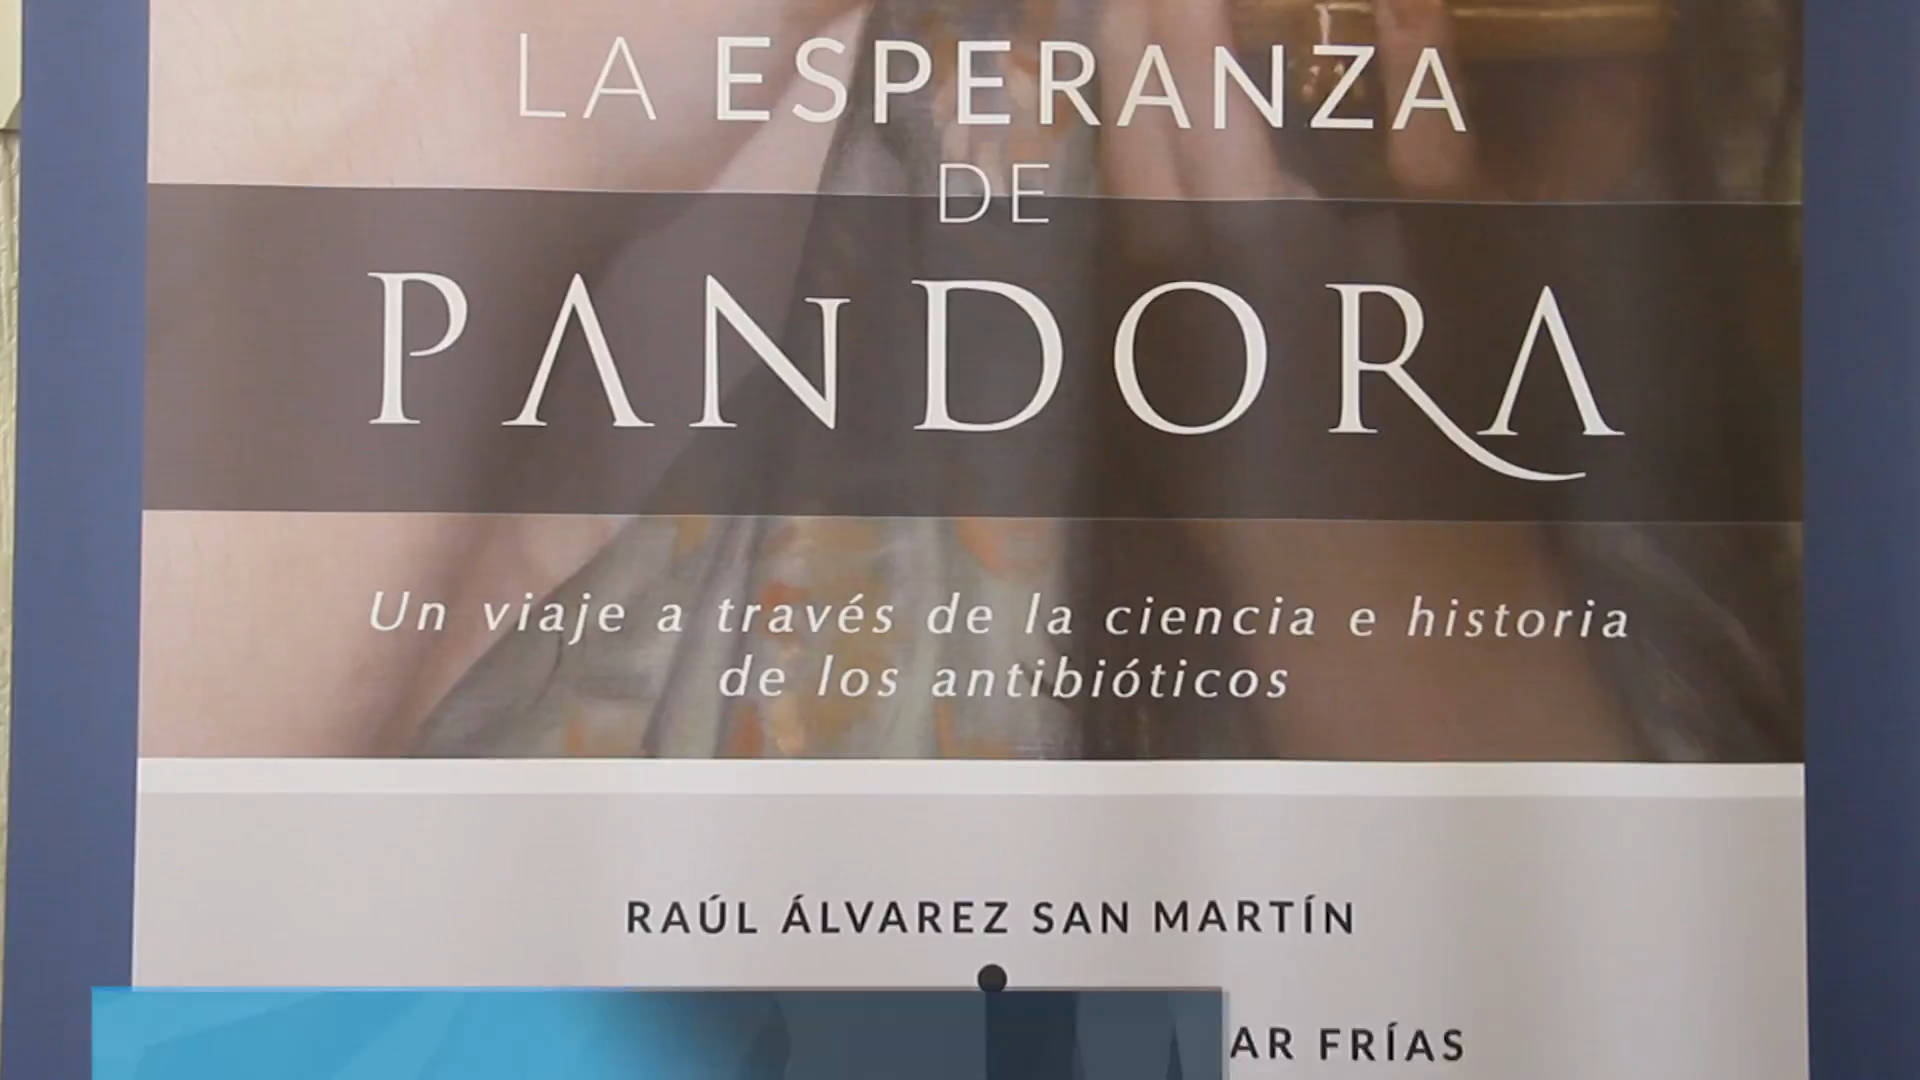 LA ESPERANZA
DE
PANDORA
Un viaje a través de la ciencia e historia
de los antibióticos
RAÚL ÁLVAREZ SAN MARTÍN
FRÍAS